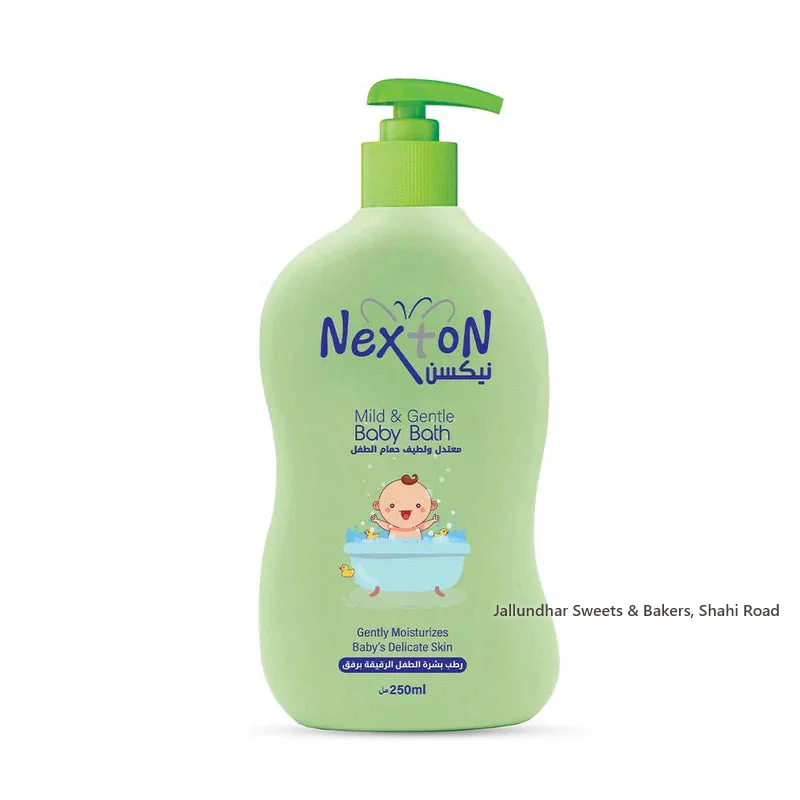 NextoN
نيكسن
Mild & Gentle
Baby Bath
معتدل ولطيف حمام الطفل
Jallundhar Sweets & Bakers, Shahi Road
Gently Moisturizes
Baby's Delicate Skin
رطب بشرة الطفل الرقيقة برفق
250ml مل